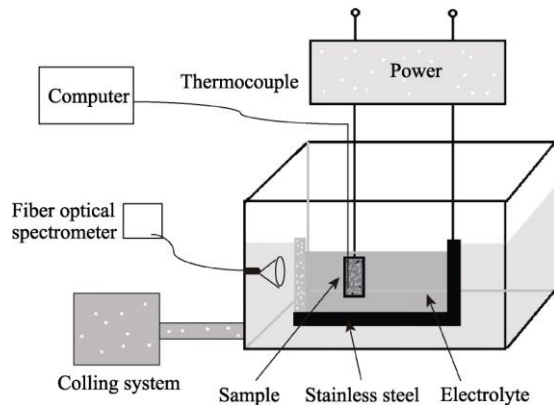 Power
Thermocouple
Computer
Fiber optical
spectrometer
Colling system
Sample
Stainless steel
Electrolyte